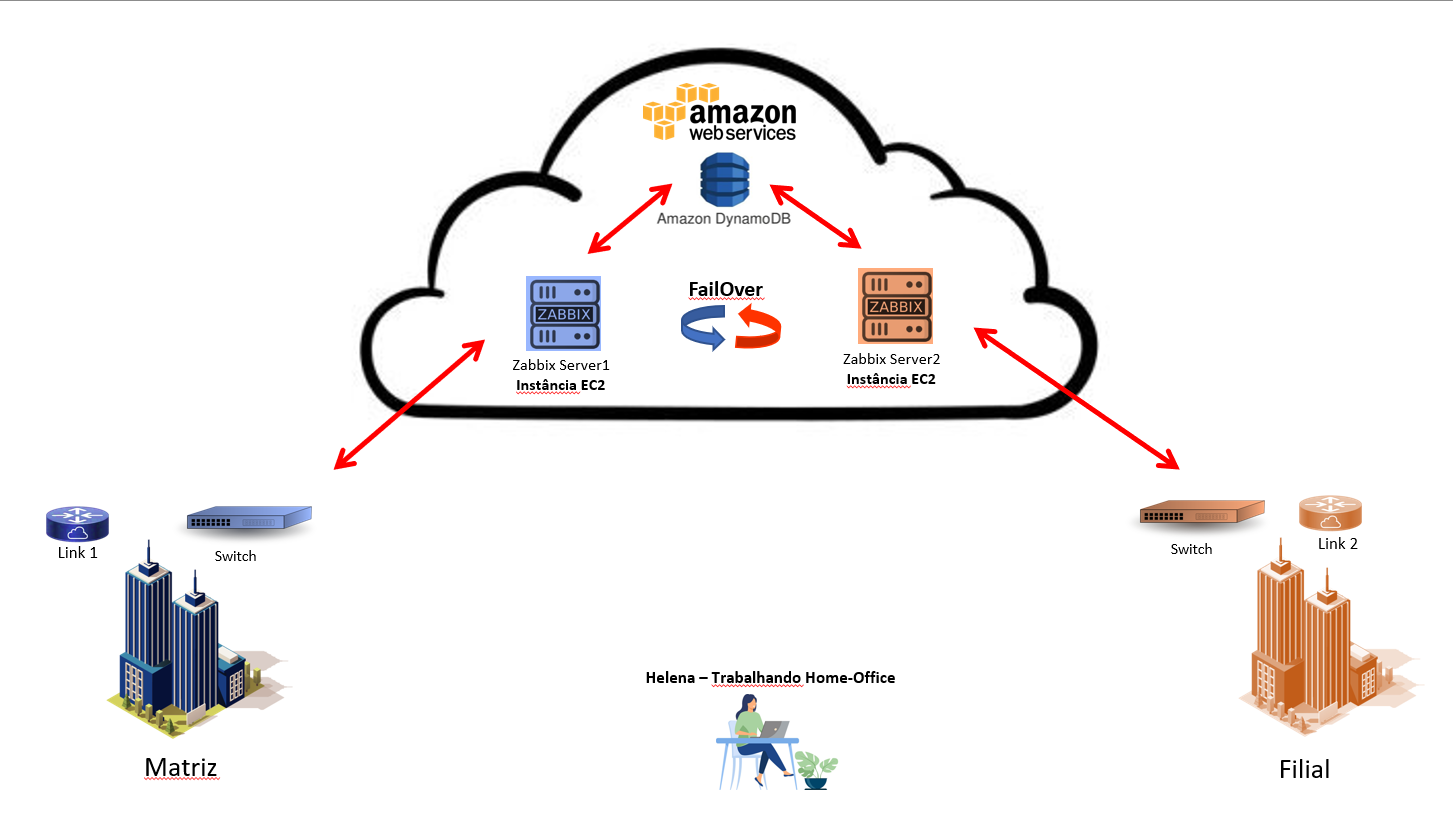 amazon
web services
Amazon DynamoDB
FailOver
ZABBIX
Zabbix Server1
Instância EC2
ZABBIX
Zabbix Server2
Instância EC2
Link 1
Switch
Matriz
Helena – Trabalhando Home-Office
Switch
Link 2
Filial